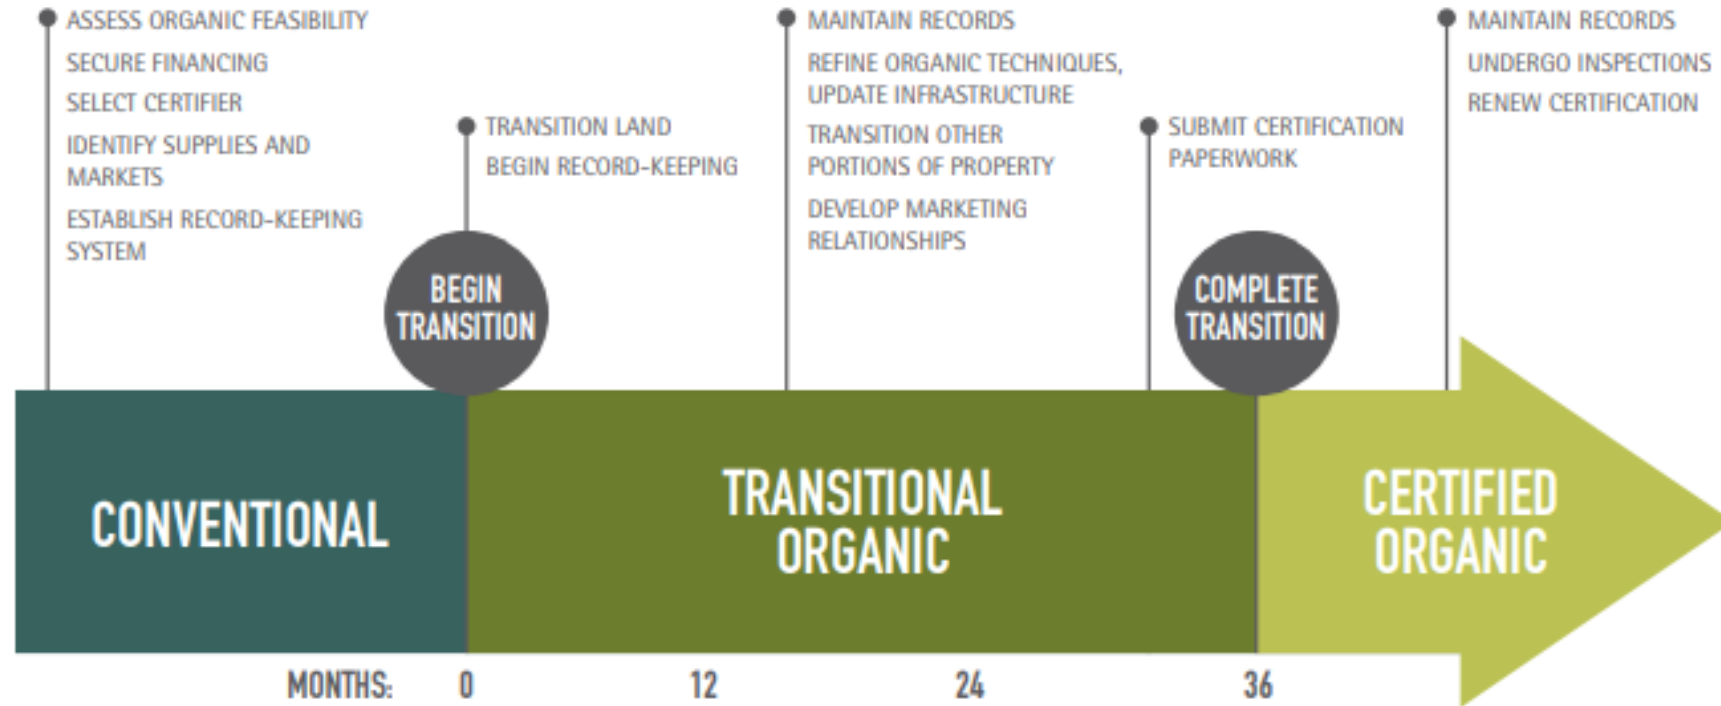 ASSESS ORGANIC FEASIBILITY
SECURE FINANCING
SELECT CERTIFIER
IDENTIFY SUPPLIES AND
MARKETS
ESTABLISH RECORD-KEEPING
SYSTEM
TRANSITION LAND
BEGIN RECORD-KEEPING
BEGIN
TRANSITION
MAINTAIN RECORDS
REFINE ORGANIC TECHNIQUES,
UPDATE INFRASTRUCTURE
TRANSITION OTHER
PORTIONS OF PROPERTY
DEVELOP MARKETING
RELATIONSHIPS
SUBMIT CERTIFICATION
PAPERWORK
COMPLETE
TRANSITION
MAINTAIN RECORDS
UNDERGO INSPECTIONS
RENEW CERTIFICATION
CONVENTIONAL
TRANSITIONAL
ORGANIC
CERTIFIED
ORGANIC
MONTHS: 0 12 24 36